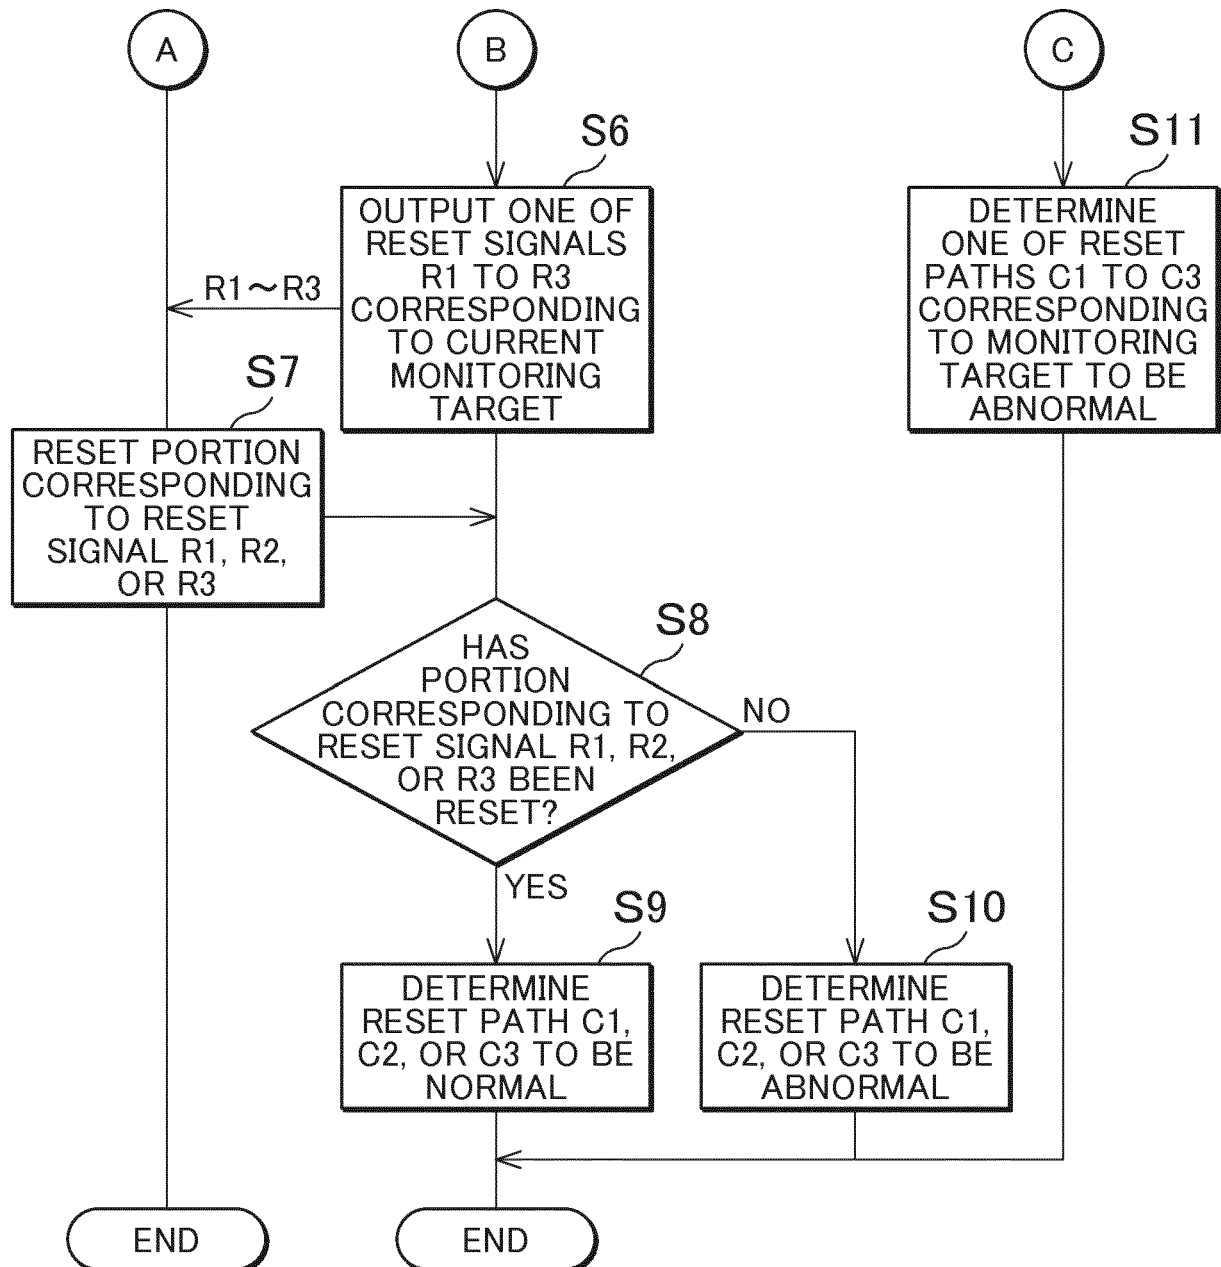 A
B
C
S6
S11
OUTPUT ONE OF
RESET SIGNALS
R1 TO R3
CORRESPONDING
TO CURRENT
MONITORING
TARGET
DETERMINE
ONE OF RESET
PATHS C1 TO C3
CORRESPONDING
TO MONITORING
TARGET TO BE
ABNORMAL
R1～R3
S7
RESET PORTION
CORRESPONDING
TO RESET
SIGNAL R1, R2,
OR R3
S8
HAS
PORTION
CORRESPONDING TO
RESET SIGNAL R1, R2,
OR R3 BEEN
RESET?
NO
YES
S9
S10
DETERMINE
RESET PATH C1,
C2, OR C3 TO BE
NORMAL
DETERMINE
RESET PATH C1,
C2, OR C3 TO BE
ABNORMAL
END
END